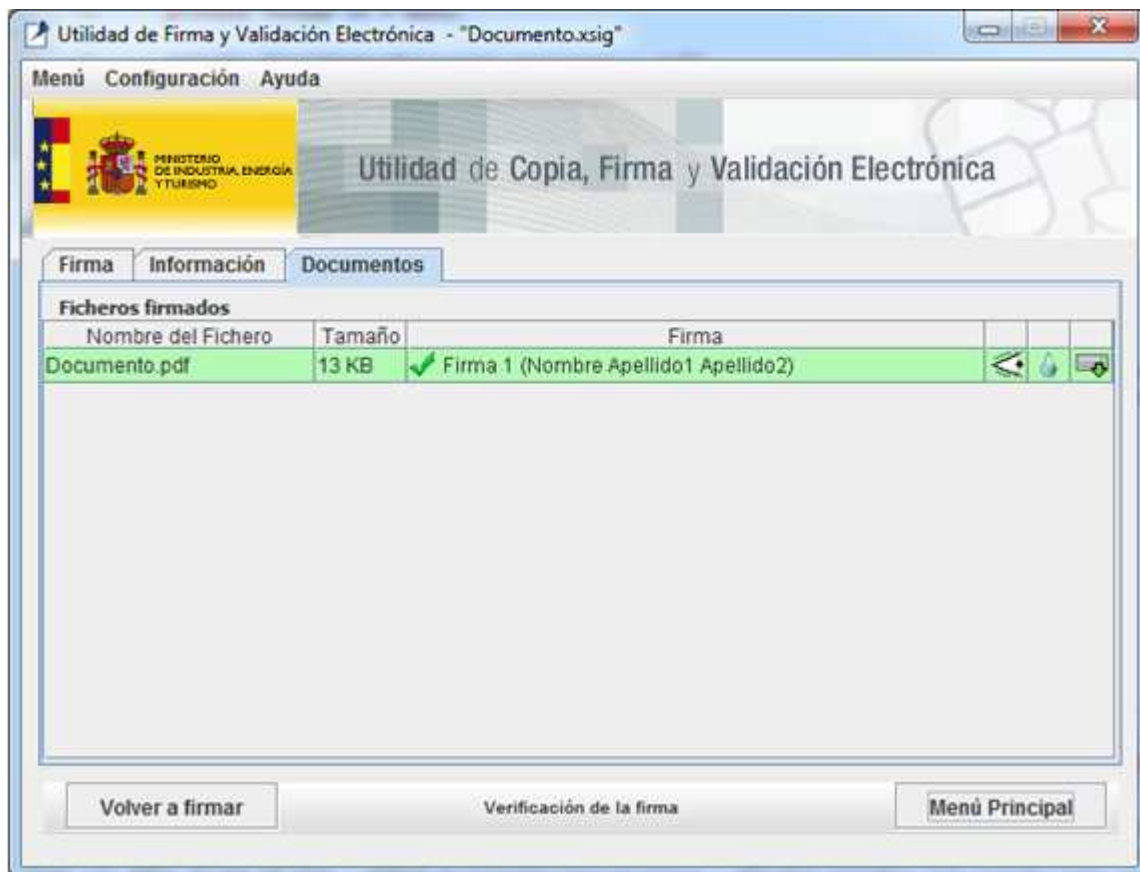 Utilidad de Firma y Validación Electrónica - "Documento.xsig"
Menú Configuración Ayuda
MINISTERIO
DE INDUSTRIA, ENERGÍA
Y TURISMO
Utilidad de Copia, Firma y Validación Electrónica
Firma Información Documentos
Ficheros firmados
Nombre del Fichero Tamaño Firma
Documento.pdf 13 KB Firma 1 (Nombre Apellido1 Apellido2)
Volver a firmar Verificación de la firma Menú Principal